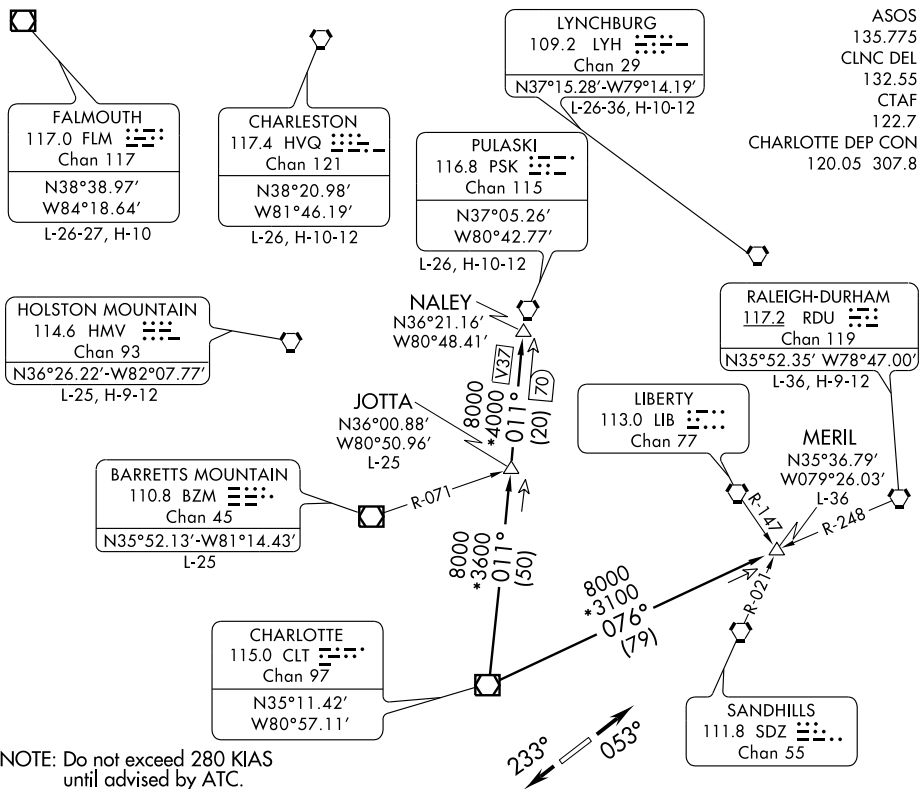 ASOS
135.775
CLNC DEL
132.55
CTAF
122.7
CHARLOTTE DEP CON
120.05 307.8
LYNCHBURG
109.2 LYH
Chan 29
N37°15.28′-W79°14.19′
L-26-36, H-10-12
FALMOUTH
117.0 FLM
Chan 117
N38°38.97′
W84°18.64′
L-26-27, H-10
CHARLESTON
117.4 HVQ
Chan 121
N38°20.98′
W81°46.19′
L-26, H-10-12
PULASKI
116.8 PSK
Chan 115
N37°05.26′
W80°42.77′
L-26, H-10-12
HOLSTON MOUNTAIN
114.6 HMV
Chan 93
N36°26.22′-W82°07.77′
L-25, H-9-12
NALEY
N36°21.16′
W80°48.41′
RALEIGH-DURHAM
117.2 RDU
Chan 119
N35°52.35′ W78°47.00′
L-36, H-9-12
8000
*4000
011°
(20)
V37
70
JOTTA
N36°00.88′
W80°50.96′
L-25
LIBERTY
113.0 LIB
Chan 77
MERIL
N35°36.79′
W079°26.03′
L-36
BARRETTS MOUNTAIN
110.8 BZM
Chan 45
N35°52.13′-W81°14.43′
L-25
R-071
R-147
R-248
R-021
8000
*3600
011°
(50)
8000
*3100
076°
(79)
CHARLOTTE
115.0 CLT
Chan 97
N35°11.42′
W80°57.11′
SANDHILLS
111.8 SDZ
Chan 55
233°
053°
NOTE: Do not exceed 280 KIAS
until advised by ATC.